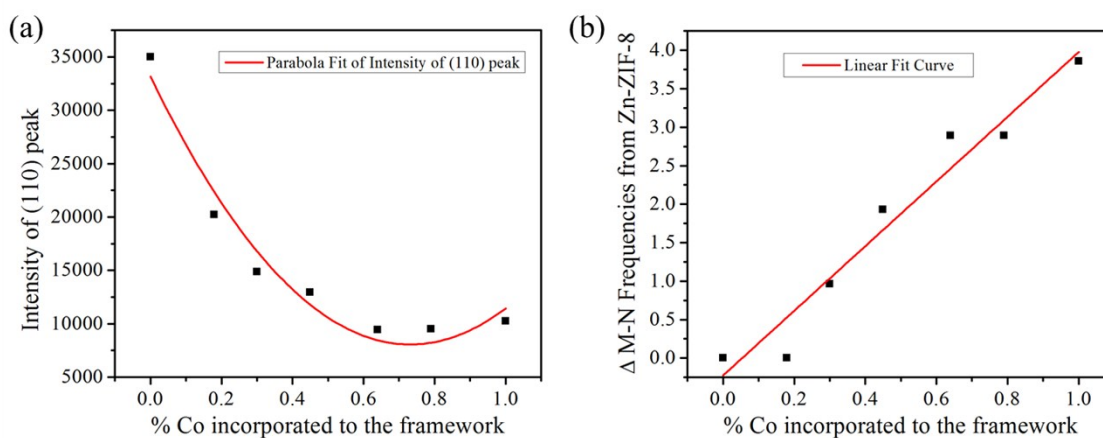 (a)
Parabola Fit of Intensity of (110) peak
Intensity of (110) peak
35000
30000
25000
20000
15000
10000
5000
0.0 0.2 0.4 0.6 0.8 1.0
% Co incorporated to the framework
(b)
Linear Fit Curve
Δ M-N Frequencies from Zn-ZIF-8
4.0
3.5
3.0
2.5
2.0
1.5
1.0
0.5
0.0
0.0 0.2 0.4 0.6 0.8 1.0
% Co incorporated to the framework